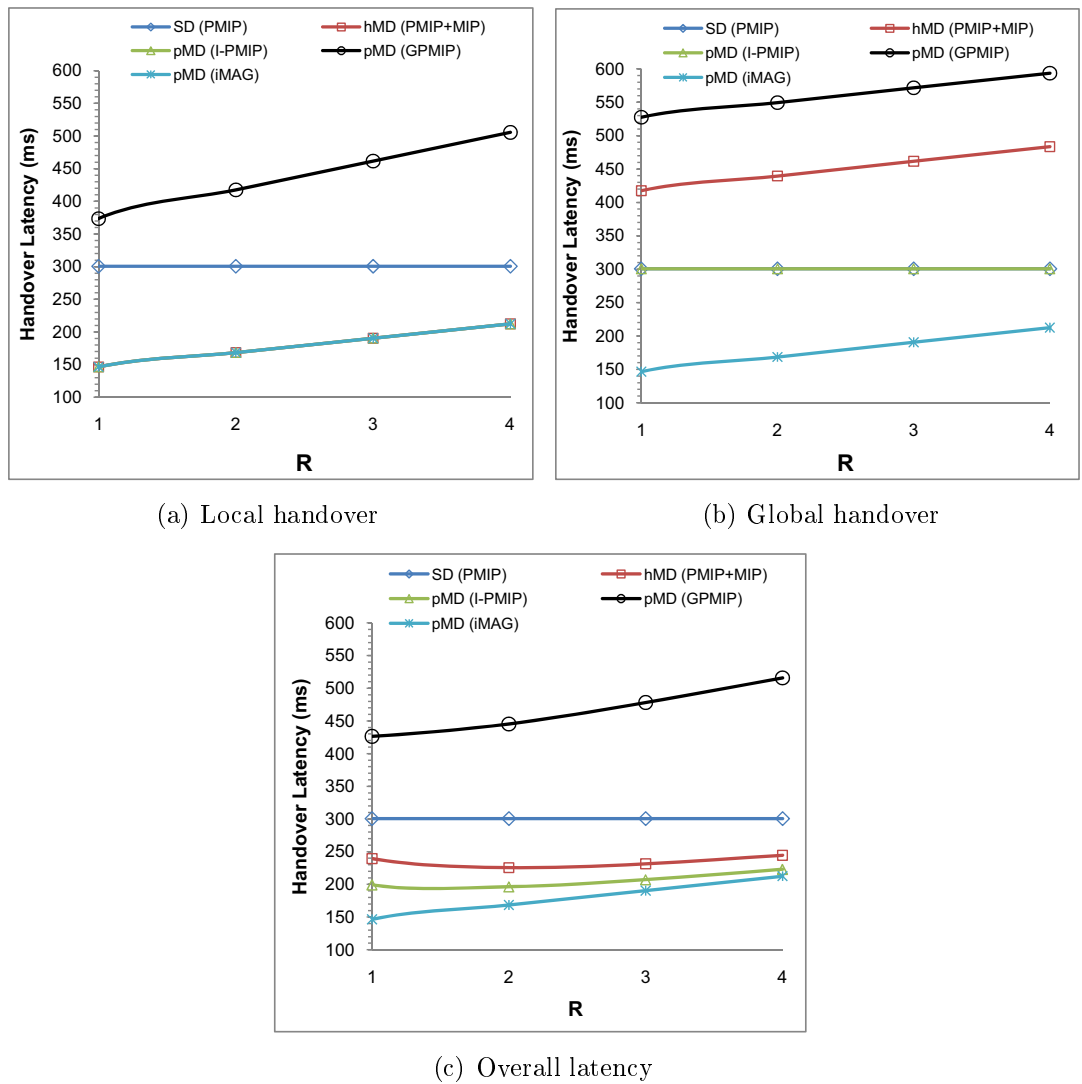 SD (PMIP) hMD (PMIP+MIP)
pMD (I-PMIP) pMD (GPMIP)
pMD (iMAG)
600
550
500
450
400
350
300
250
200
150
100
Handover Latency (ms)
1 2 3 4
R
(a) Local handover
SD (PMIP) hMD (PMIP+MIP)
pMD (I-PMIP) pMD (GPMIP)
pMD (iMAG)
600
550
500
450
400
350
300
250
200
150
100
Handover Latency (ms)
1 2 3 4
R
(b) Global handover
SD (PMIP) hMD (PMIP+MIP)
pMD (I-PMIP) pMD (GPMIP)
pMD (iMAG)
600
550
500
450
400
350
300
250
200
150
100
Handover Latency (ms)
1 2 3 4
R
(c) Overall latency